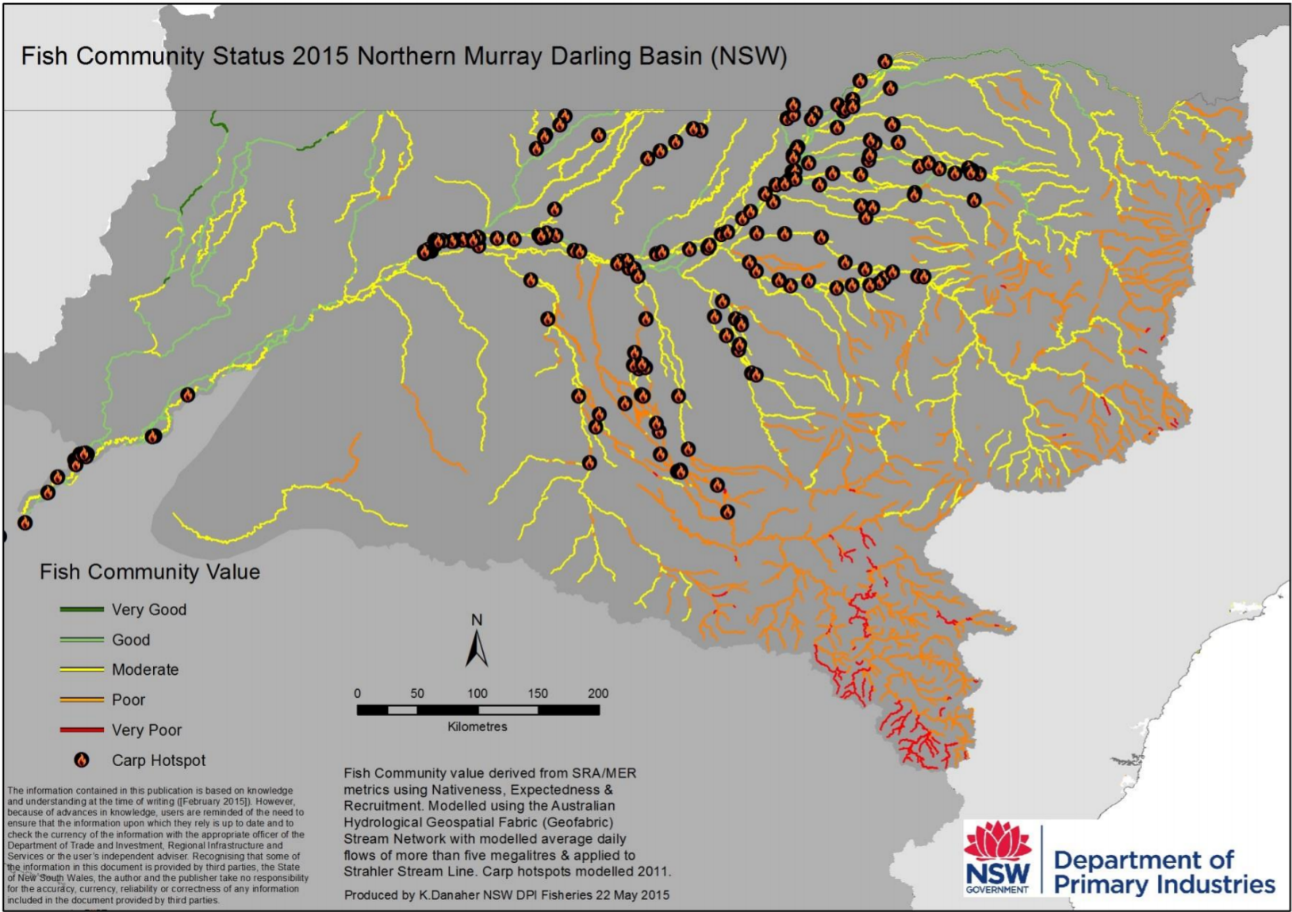 Fish Community Status 2015 Northern Murray Darling Basin (NSW)
Fish Community Value
Very Good
Good
Moderate
Poor
Very Poor
Carp Hotspot
N
0 50 100 150 200
Kilometres
The information contained in this publication is based on knowledge
and understanding at the time of writing ([February 2015]). However,
because of advances in knowledge, users are reminded of the need to
ensure that the information upon which they rely is up to date and to
check the currency of the information with the appropriate officer of the
Department of Trade and Investment, Regional Infrastructure and
Services or the user's independent adviser. Recognising that some of
the information in this document is provided by third parties, the State
of New South Wales, the author and the publisher take no responsibility
for the accuracy, currency, reliability or correctness of any information
included in the document provided by third parties.
Fish Community value derived from SRA/MER
metrics using Nativeness, Expectedness &
Recruitment. Modelled using the Australian
Hydrological Geospatial Fabric (Geofabric)
Stream Network with modelled average daily
flows of more than five megalitres & applied to
Strahler Stream Line. Carp hotspots modelled 2011.
Produced by K.Danaher NSW DPI Fisheries 22 May 2015
NSW
GOVERNMENT
Department of
Primary Industries